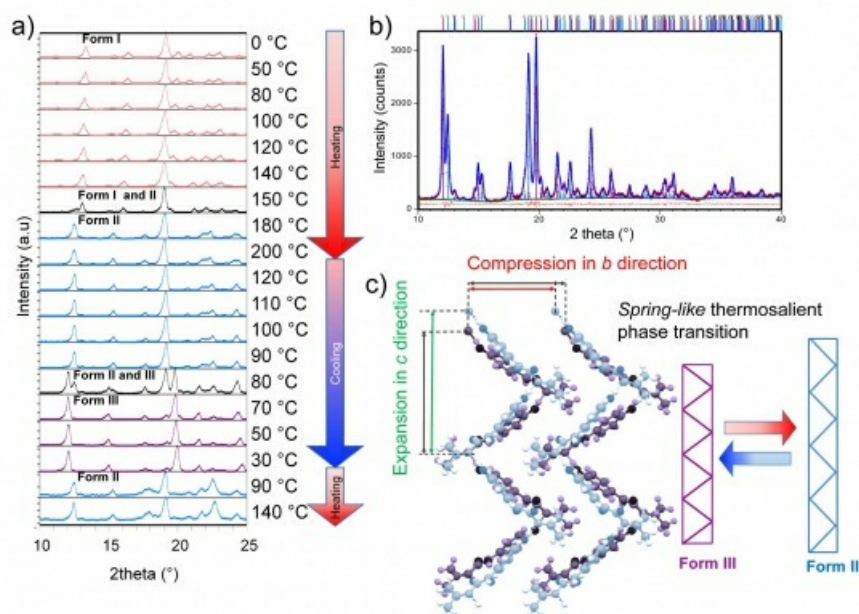 a)
Form I
0 °C
50 °C
80 °C
100 °C
120 °C
140 °C
Form I and II
150 °C
Form II
180 °C
200 °C
120 °C
110 °C
100 °C
90 °C
Form II and III
80 °C
Form III
70 °C
50 °C
30 °C
Form II
90 °C
140 °C
Heating
Cooling
Heating
Intensity (a.u)
10
15
20
25
2theta (°)
b)
Intensity (counts)
3000
2000
1000
0
10
20
30
40
2 theta (°)
c)
Compression in b direction
Expansion in c direction
Spring-like thermosalient
phase transition
Form III
Form II